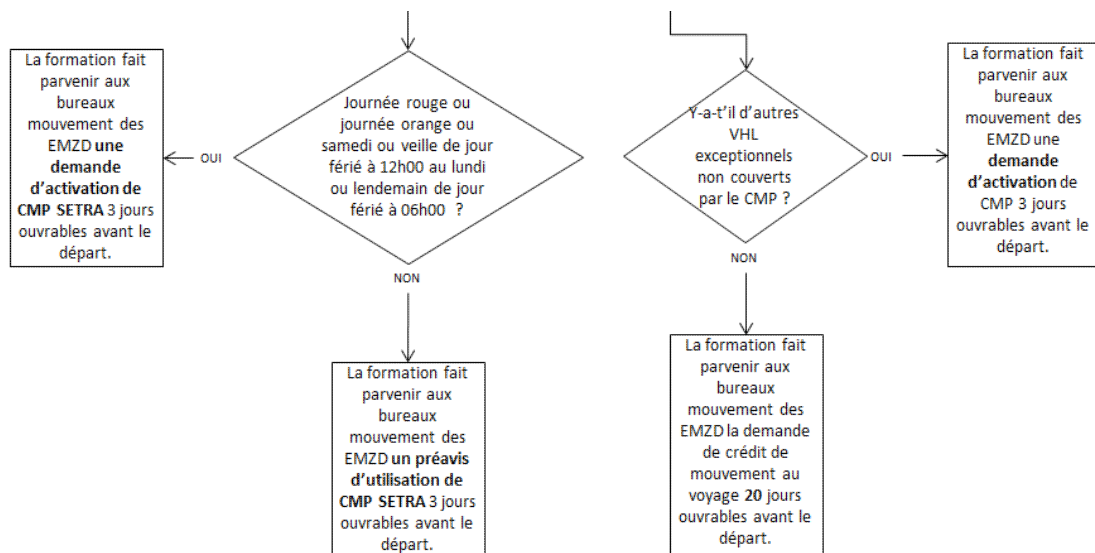 La formation fait
parvenir aux
bureaux
mouvement des
EMZD une
demande
d'activation de
CMP SETRA 3 jours
ouvrables avant le
départ.
OUI
Journée rouge ou
journée orange ou
samedi ou veille de jour
férié à 12h00 au lundi
ou lendemain de jour
férié à 06h00 ?
NON
La formation fait
parvenir aux
bureaux
mouvement des
EMZD un préavis
d'utilisation de
CMP SETRA 3 jours
ouvrables avant le
départ.
Y-a-t'il d'autres
VHL
exceptionnels
non couverts
par le CMP ?
OUI
La formation fait
parvenir aux
bureaux
mouvement des
EMZD une
demande
d'activation de
CMP 3 jours
ouvrables avant le
départ.
NON
La formation fait
parvenir aux
bureaux
mouvement des
EMZD la demande
de crédit de
mouvement au
voyage 20 jours
ouvrables avant le
départ.